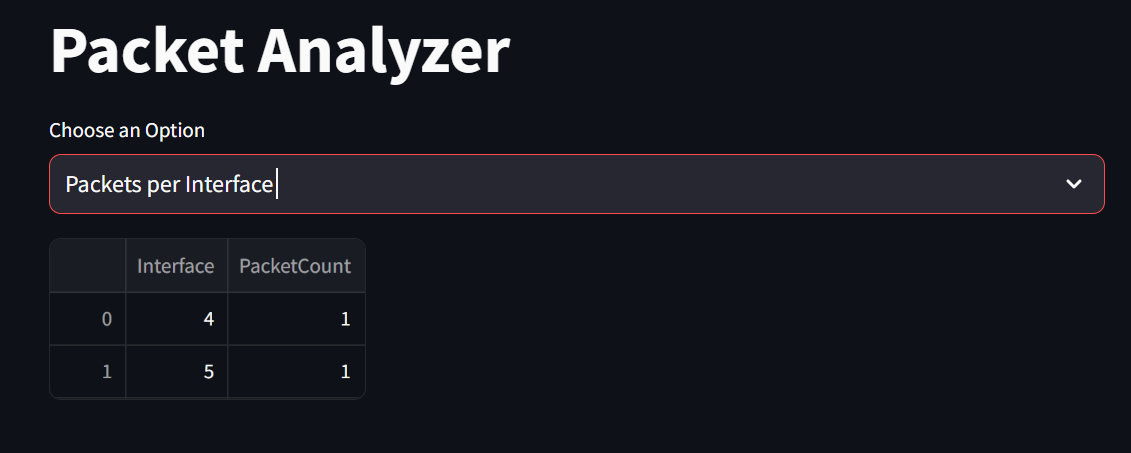 Packet Analyzer
Choose an Option
Packets per Interface
Interface PacketCount
0 4 1
1 5 1